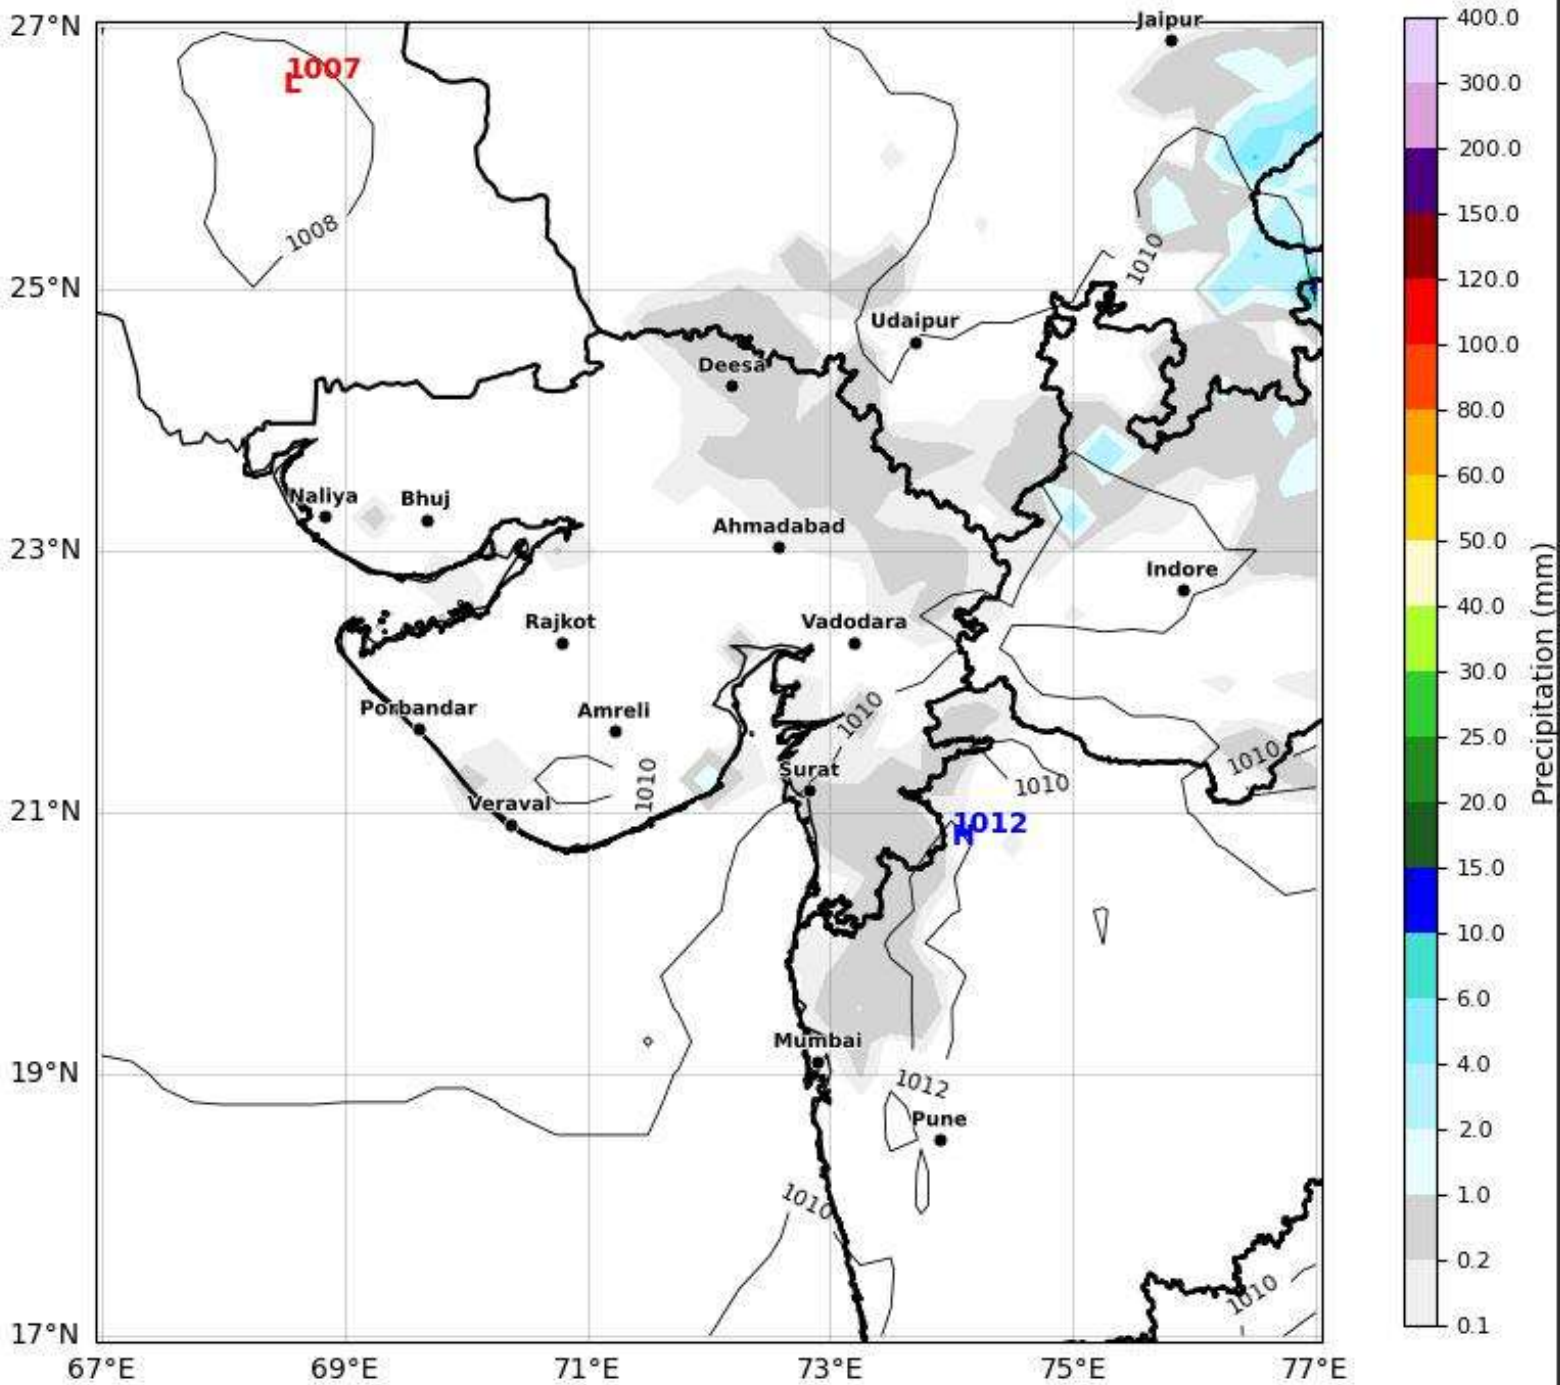 27°N
25°N
23°N
21°N
19°N
17°N
67°E
69°E
71°E
73°E
75°E
77°E
Jaipur
1007
L
1008
1010
Udaipur
Deesa
Naliya
Bhuj
Ahmadabad
Indore
Rajkot
Vadodara
Porbandar
Amreli
1010
1010
1010
Surat
1010
Veraval
1012
H
Mumbai
1012
Pune
1010
1010
400.0
300.0
200.0
150.0
120.0
100.0
80.0
60.0
50.0
40.0
30.0
25.0
20.0
15.0
10.0
6.0
4.0
2.0
1.0
0.2
0.1
Precipitation (mm)